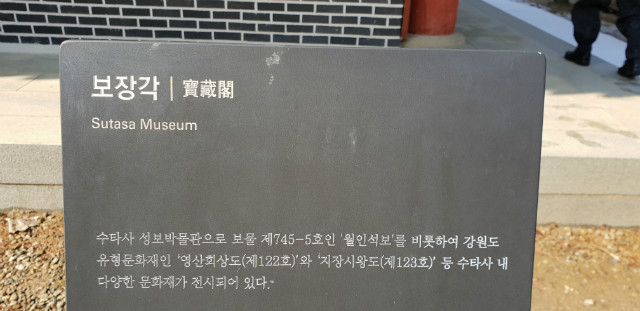 보장각 | 寶藏閣
Sutasa Museum
수타사 성보박물관으로 보물 제745-5호인 '월인석보'를 비롯하여 강원도
유형문화재인 '영산회상도(제122호)'와 '지장시왕도(제123호)' 등 수타사 내
다양한 문화재가 전시되어 있다.